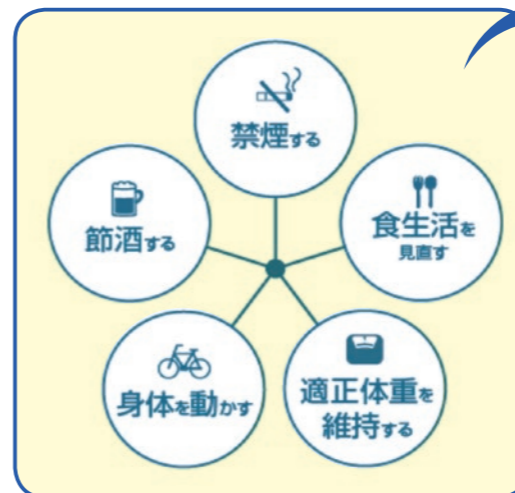 禁煙する
節酒する
食生活を
見直す
身体を動かす
適正体重を
維持する